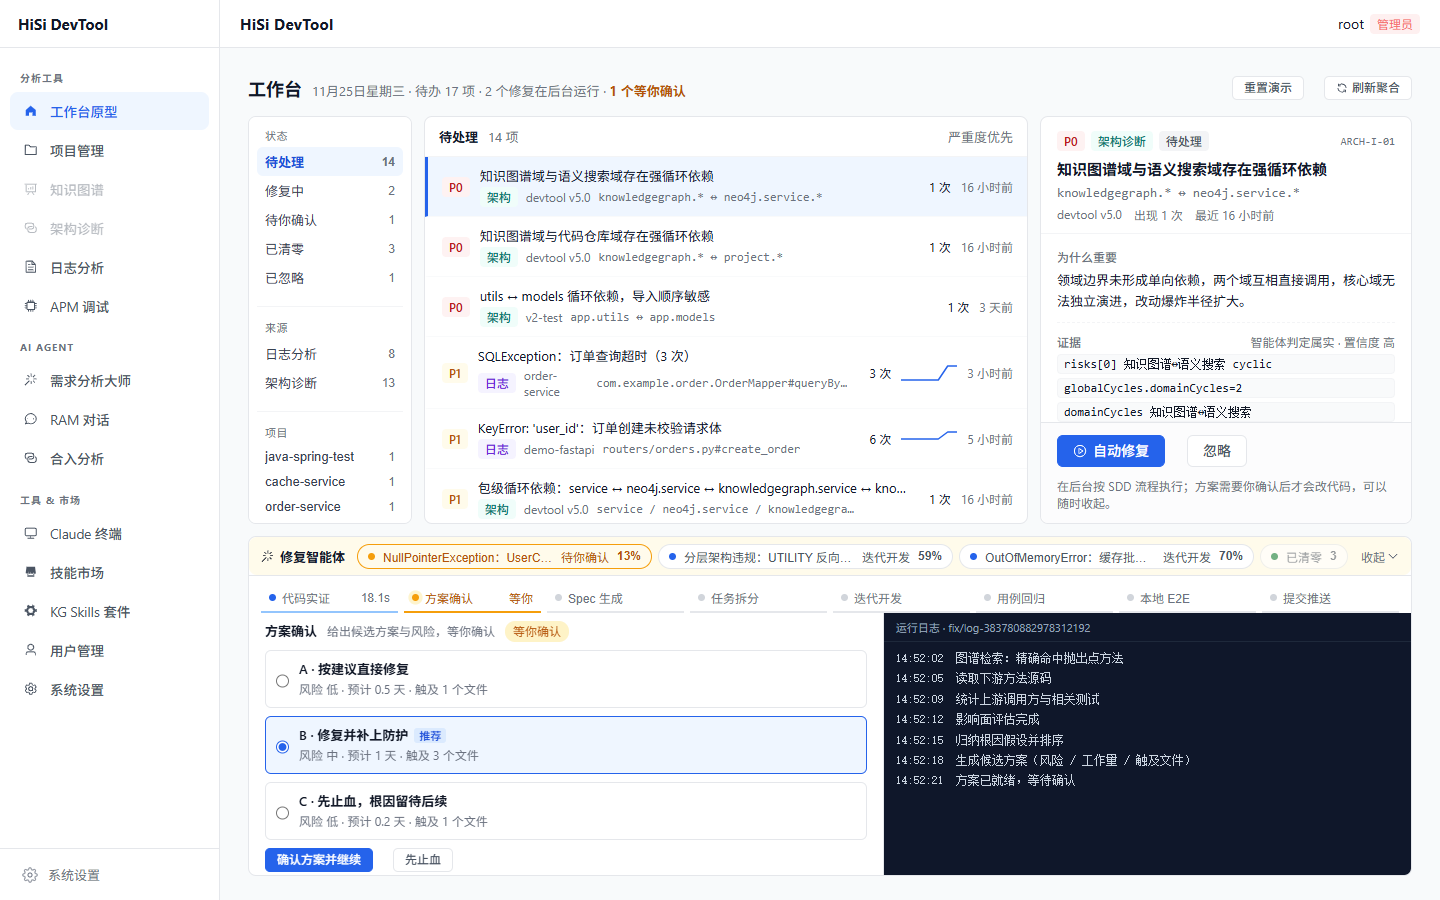 HiSi DevTool
HiSi DevTool
root 管理员
分析工具
工作台原型
项目管理
知识图谱
架构诊断
日志分析
APM 调试
AI AGENT
需求分析大师
RAM 对话
合入分析
工具 & 市场
Claude 终端
技能市场
KG Skills 套件
用户管理
系统设置
系统设置
工作台 11月25日星期三 · 待办 17 项 · 2 个修复在后台运行 · 1 个等你确认
重置演示 刷新聚合
状态
待处理 14
修复中 2
待你确认 1
已清零 3
已忽略 1
来源
日志分析 8
架构诊断 13
项目
java-spring-test 1
cache-service 1
order-service 1
待处理 14 项 严重度优先
P0 知识图谱域与语义搜索域存在强循环依赖 1 次 16 小时前
架构 devtool v5.0 knowledgegraph.* ↔ neo4j.service.*
P0 知识图谱域与代码仓库域存在强循环依赖 1 次 16 小时前
架构 devtool v5.0 knowledgegraph.* ↔ project.*
P0 utils ↔ models 循环依赖，导入顺序敏感 1 次 3 天前
架构 v2-test app.utils ↔ app.models
P1 SQLException：订单查询超时（3 次） 3 次 3 小时前
日志 order-service com.example.order.OrderMapper#queryBy…
P1 KeyError: 'user_id'：订单创建未校验请求体 6 次 5 小时前
日志 demo-fastapi routers/orders.py#create_order
P1 包级循环依赖：service ↔ neo4j.service ↔ knowledgegraph.service ↔ kno… 1 次 16 小时前
架构 devtool v5.0 service / neo4j.service / knowledgegra…
P0 架构诊断 待处理 ARCH-I-01
知识图谱域与语义搜索域存在强循环依赖
knowledgegraph.* ↔ neo4j.service.*
devtool v5.0 出现 1 次 最近 16 小时前
为什么重要
领域边界未形成单向依赖，两个域互相直接调用，核心域无
法独立演进，改动爆炸半径扩大。
证据 智能体判定属实 · 置信度 高
risks[0] 知识图谱↔语义搜索 cyclic
globalCycles.domainCycles=2
domainCycles 知识图谱↔语义搜索
自动修复 忽略
在后台按 SDD 流程执行；方案需要你确认后才会改代码，可以
随时收起。
修复智能体 NullPointerException：UserC… 待你确认 13% 分层架构违规：UTILITY 反向… 迭代开发 59% OutOfMemoryError：缓存批… 迭代开发 70% 已清零 3 收起
代码实证 18.1s 方案确认 等你 Spec 生成 任务拆分 迭代开发 用例回归 本地 E2E 提交推送
方案确认 给出候选方案与风险，等你确认 等你确认
A · 按建议直接修复
风险 低 · 预计 0.5 天 · 触及 1 个文件
B · 修复并补上防护 推荐
风险 中 · 预计 1 天 · 触及 3 个文件
C · 先止血，根因留待后续
风险 低 · 预计 0.2 天 · 触及 1 个文件
确认方案并继续 先止血
运行日志 · fix/log-383780882978312192
14:52:02 图谱检索：精确命中抛出点方法
14:52:05 读取下游方法源码
14:52:09 统计上游调用方与相关测试
14:52:12 影响面评估完成
14:52:15 归纳根因假设并排序
14:52:18 生成候选方案（风险 / 工作量 / 触及文件）
14:52:21 方案已就绪，等待确认